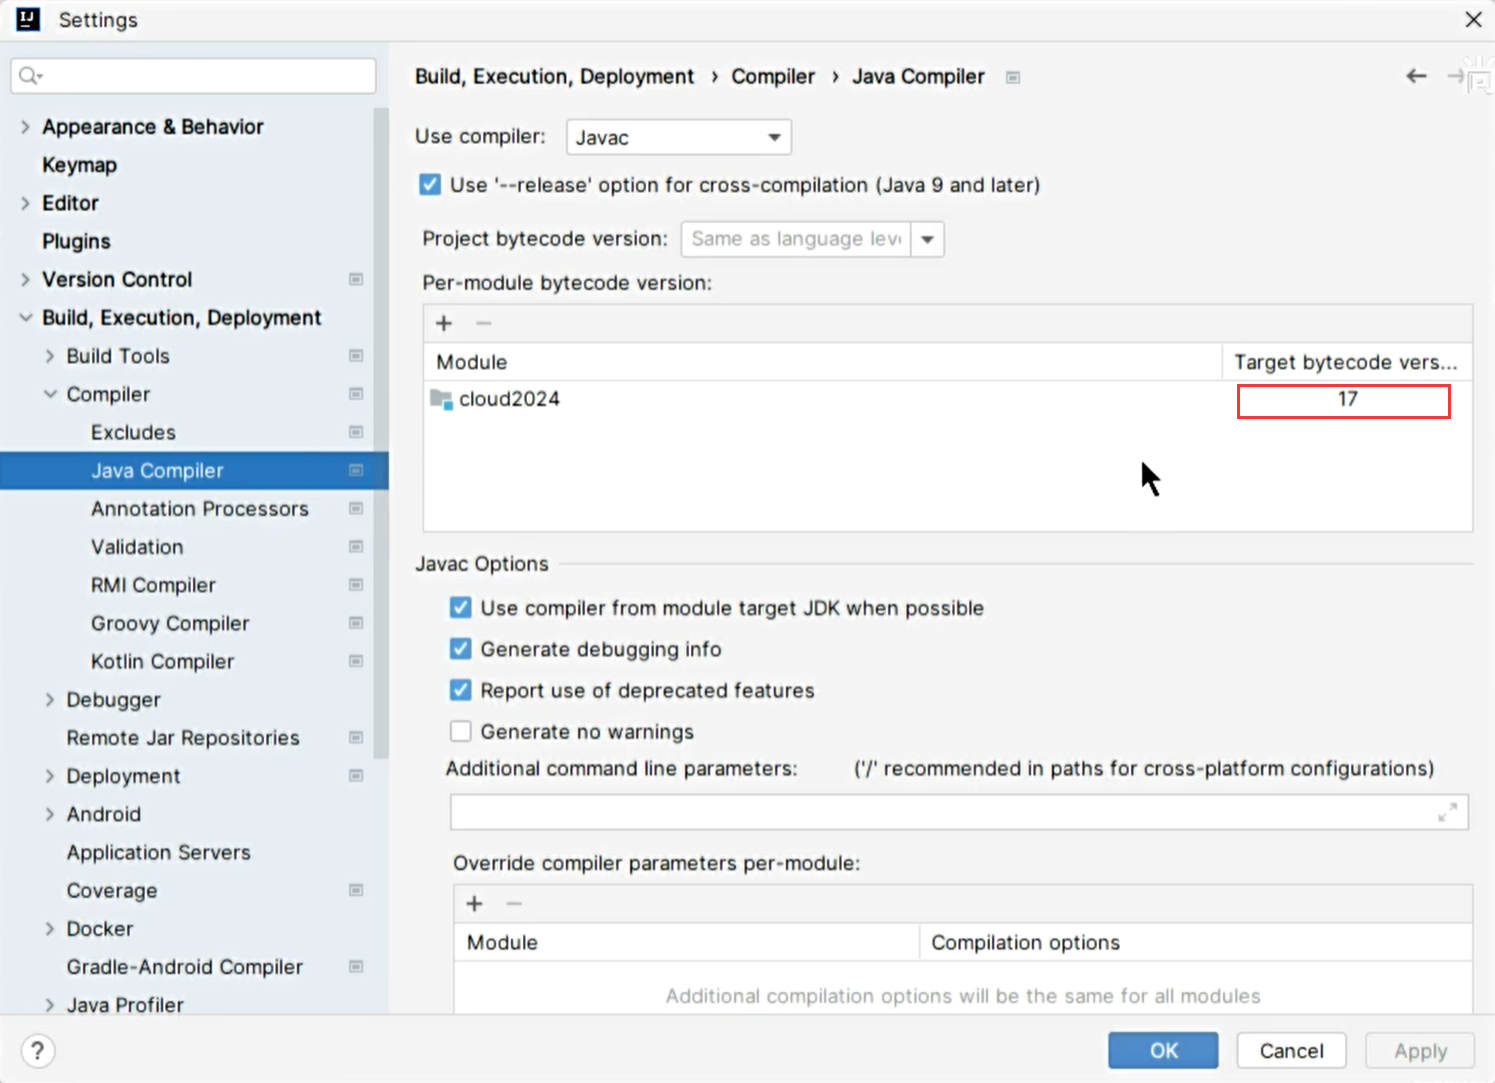 Settings
Appearance & Behavior
Keymap
Editor
Plugins
Version Control
Build, Execution, Deployment
Build Tools
Compiler
Excludes
Java Compiler
Annotation Processors
Validation
RMI Compiler
Groovy Compiler
Kotlin Compiler
Debugger
Remote Jar Repositories
Deployment
Android
Application Servers
Coverage
Docker
Gradle-Android Compiler
Java Profiler
Build, Execution, Deployment › Compiler › Java Compiler
Use compiler: Javac
Use '--release' option for cross-compilation (Java 9 and later)
Project bytecode version: Same as language leve
Per-module bytecode version:
+ −
Module Target bytecode vers...
cloud2024 17
Javac Options
Use compiler from module target JDK when possible
Generate debugging info
Report use of deprecated features
Generate no warnings
Additional command line parameters: ('/' recommended in paths for cross-platform configurations)
Override compiler parameters per-module:
+ −
Module Compilation options
Additional compilation options will be the same for all modules
? OK Cancel Apply